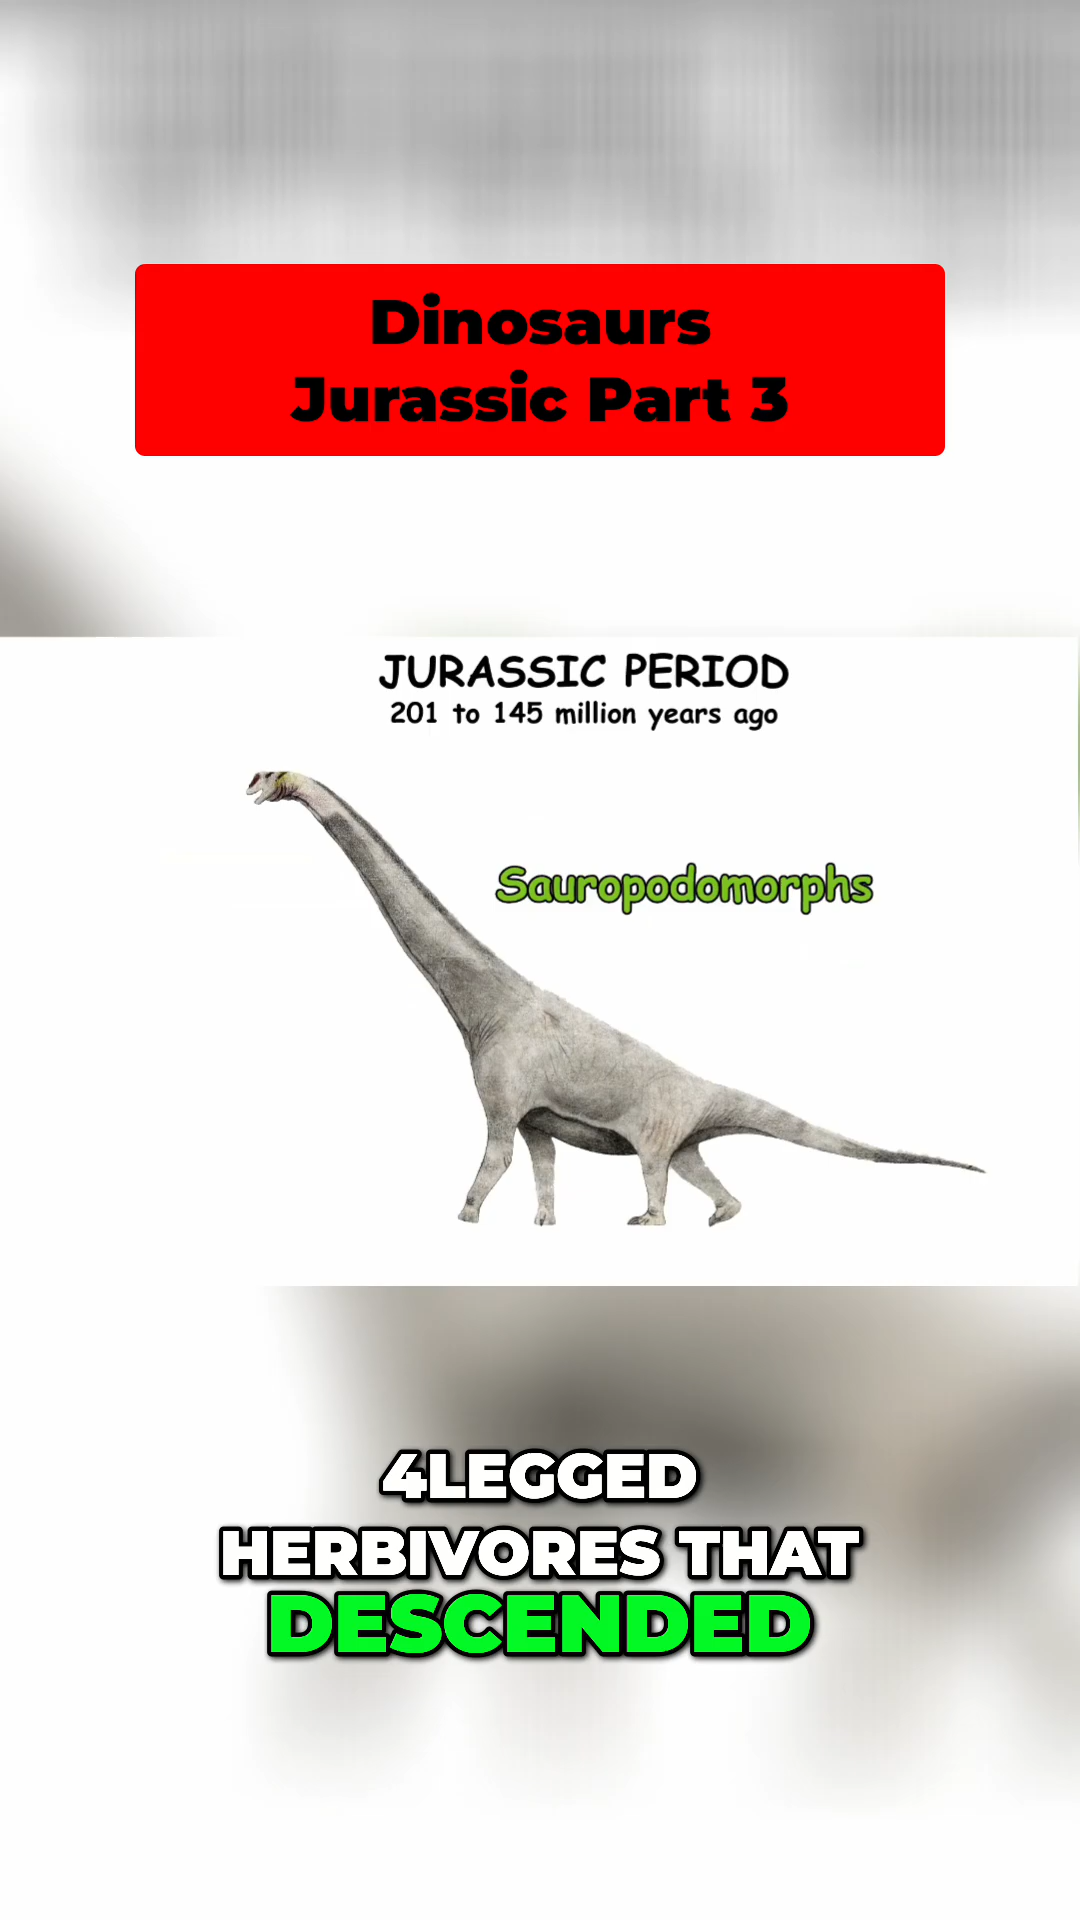 Dinosaurs
Jurassic Part 3
JURASSIC PERIOD
201 to 145 million years ago
Sauropodomorphs
4LEGGED
HERBIVORES THAT
DESCENDED